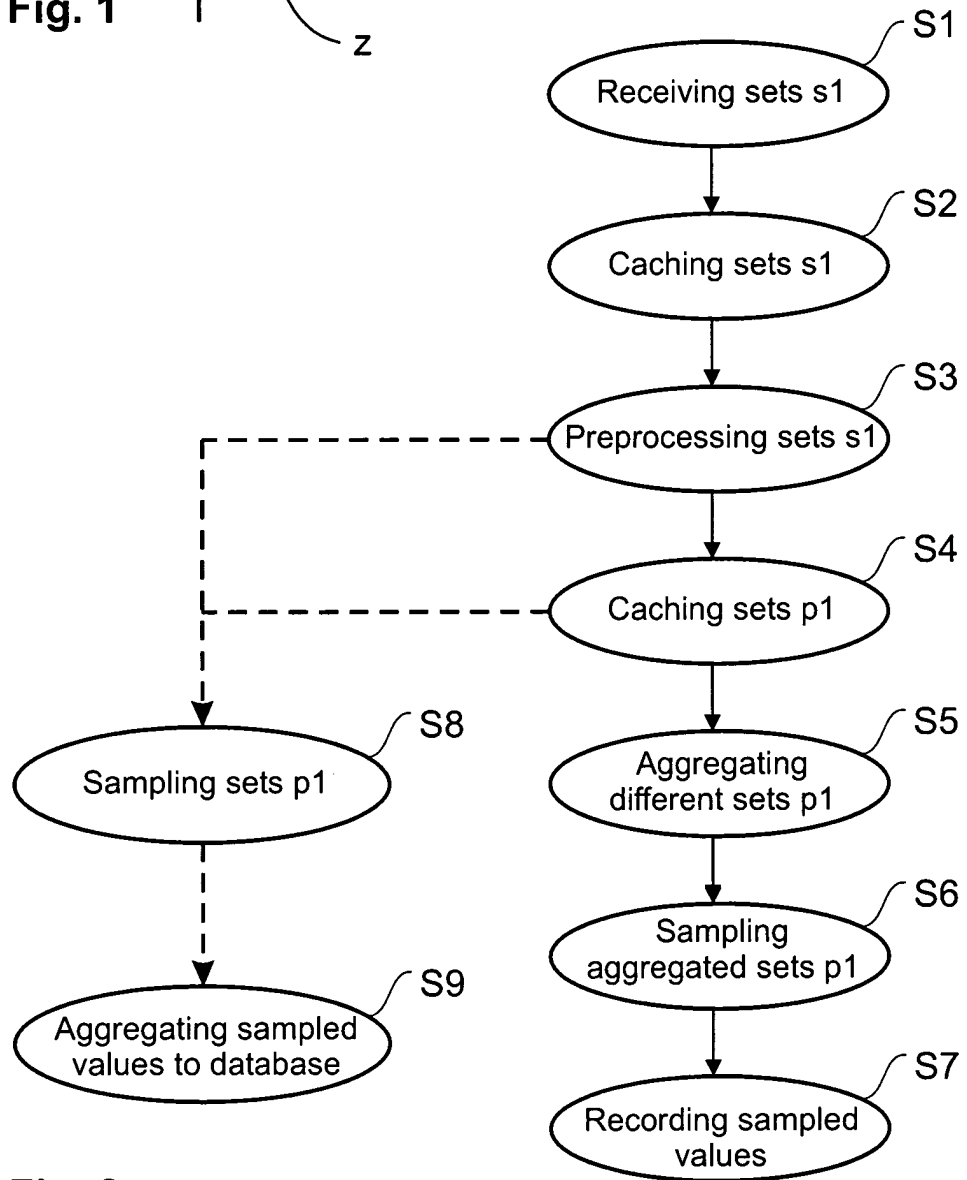 Fig. 1
z
S1
Receiving sets s1
S2
Caching sets s1
S3
Preprocessing sets s1
S4
Caching sets p1
S8
Sampling sets p1
S5
Aggregating
different sets p1
S6
Sampling
aggregated sets p1
S9
Aggregating sampled
values to database
S7
Recording sampled
values